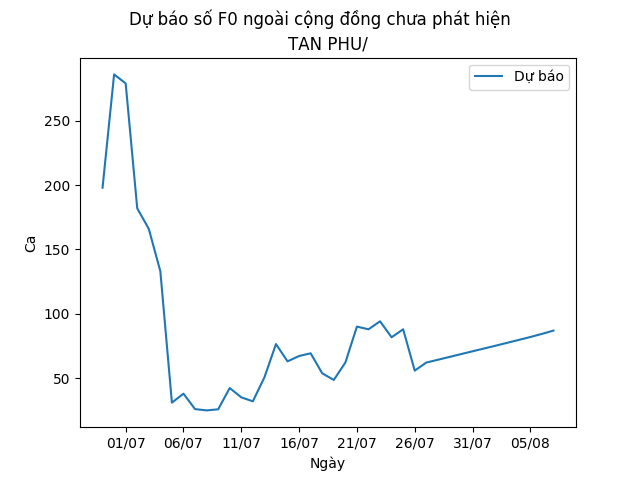 Dự báo số F0 ngoài cộng đồng chưa phát hiện
TAN PHU/
Dự báo
Ca
250
200
150
100
50
01/07 06/07 11/07 16/07 21/07 26/07 31/07 05/08
Ngày